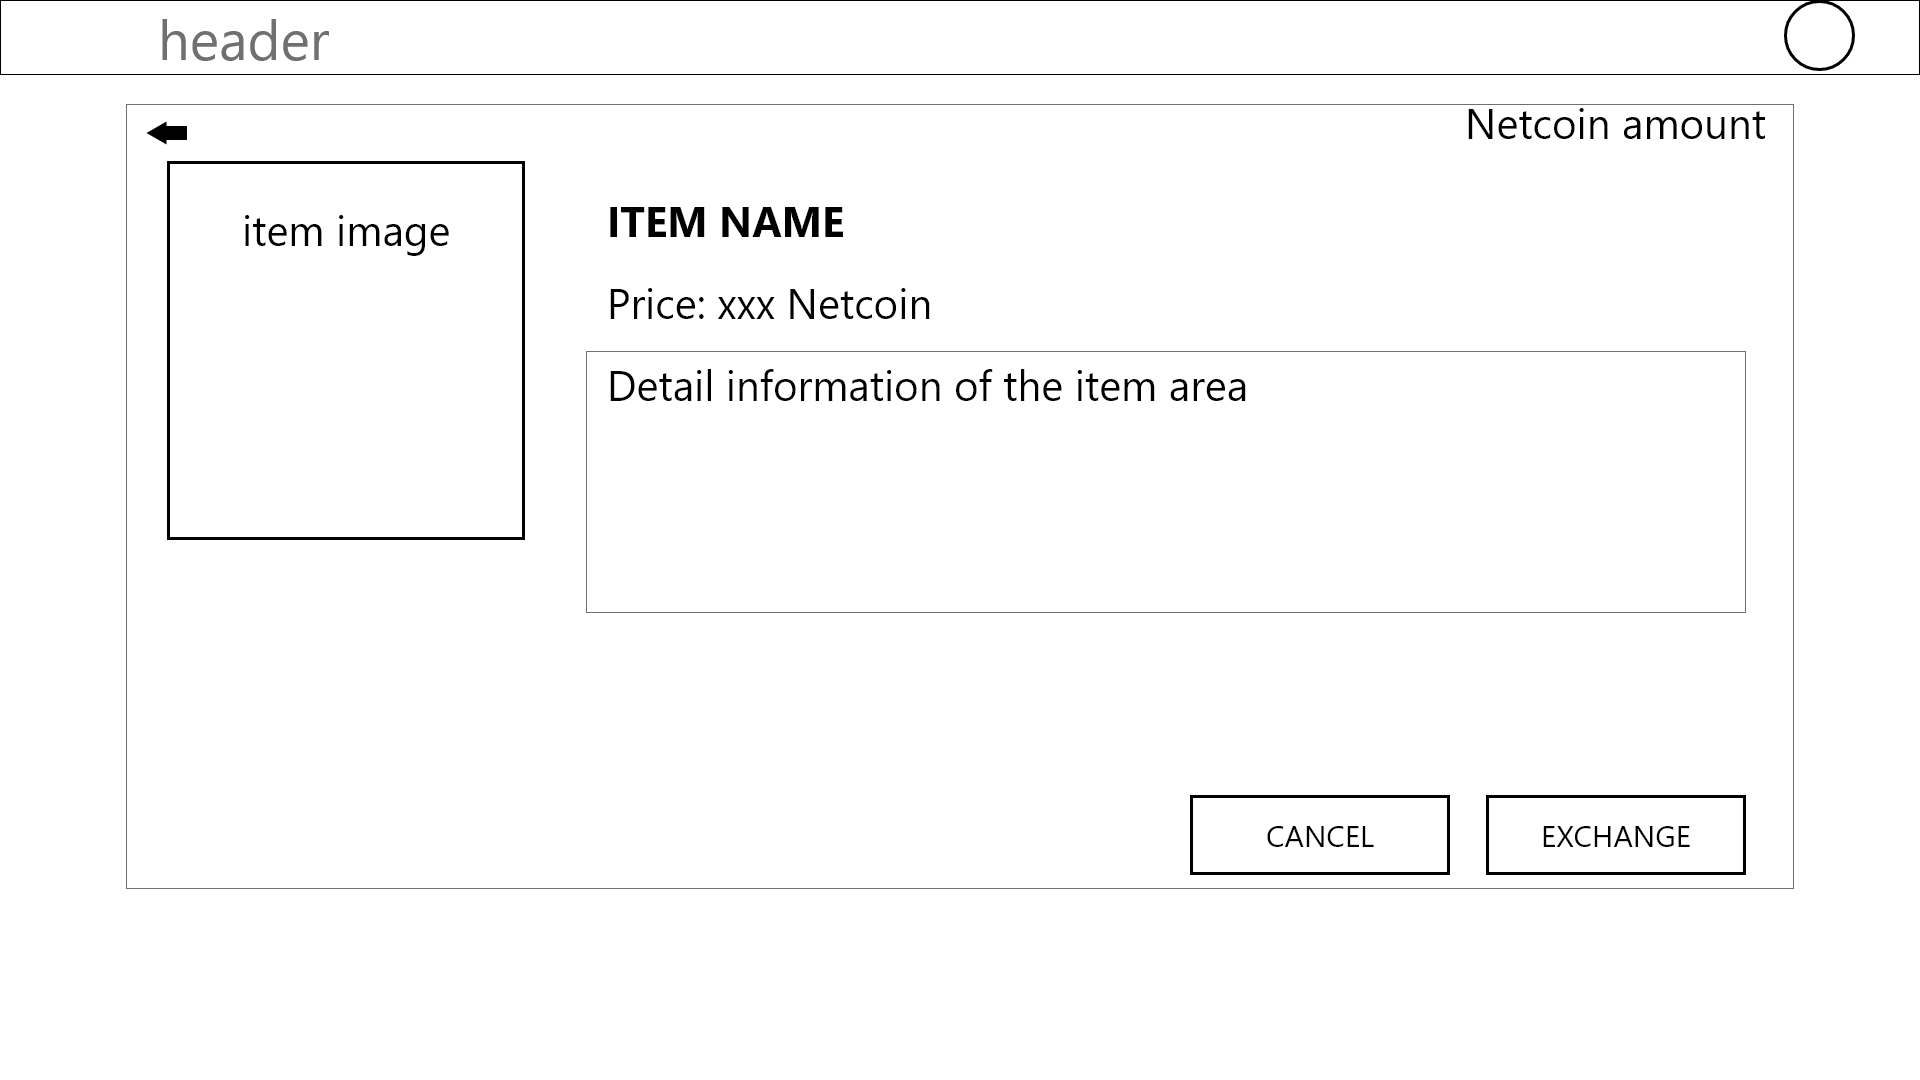 header
Netcoin amount
item image
ITEM NAME
Price: xxx Netcoin
Detail information of the item area
CANCEL
EXCHANGE